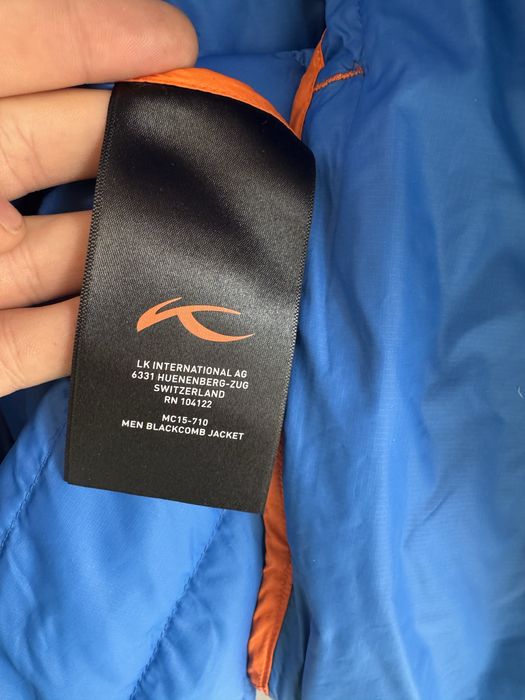 LK INTERNATIONAL AG
6331 HUENENBERG-ZUG
SWITZERLAND
RN 104122
MC15-710
MEN BLACKCOMB JACKET